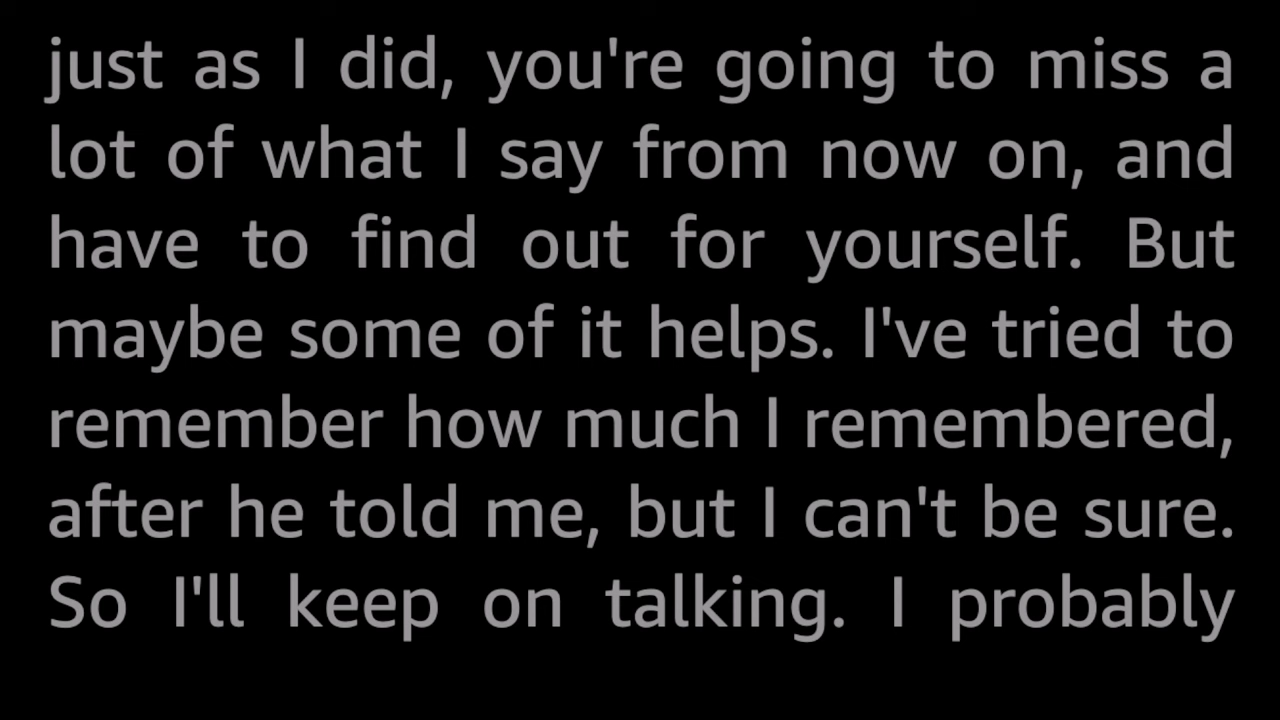 just as I did, you're going to miss a
lot of what I say from now on, and
have to find out for yourself. But
maybe some of it helps. I've tried to
remember how much I remembered,
after he told me, but I can't be sure.
So I'll keep on talking. I probably